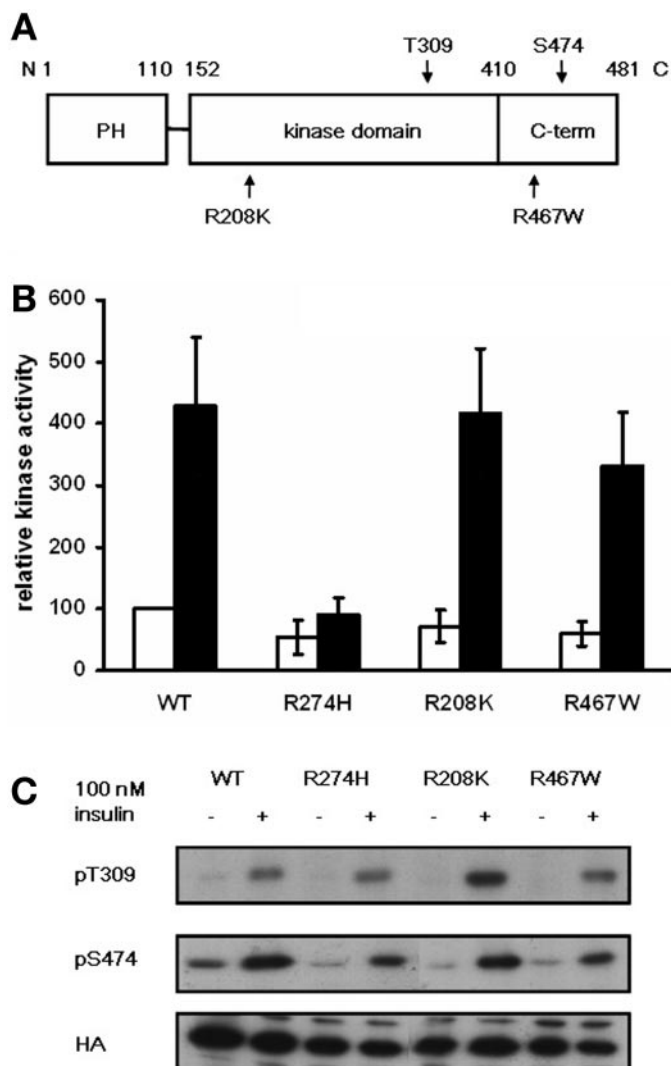 A
T309 S474
N 1 110 152 410 481 C
PH kinase domain C-term
R208K R467W
B
relative kinase activity
600
500
400
300
200
100
0
WT R274H R208K R467W
C
WT R274H R208K R467W
100 nM
insulin - + - + - + - +
pT309
pS474
HA